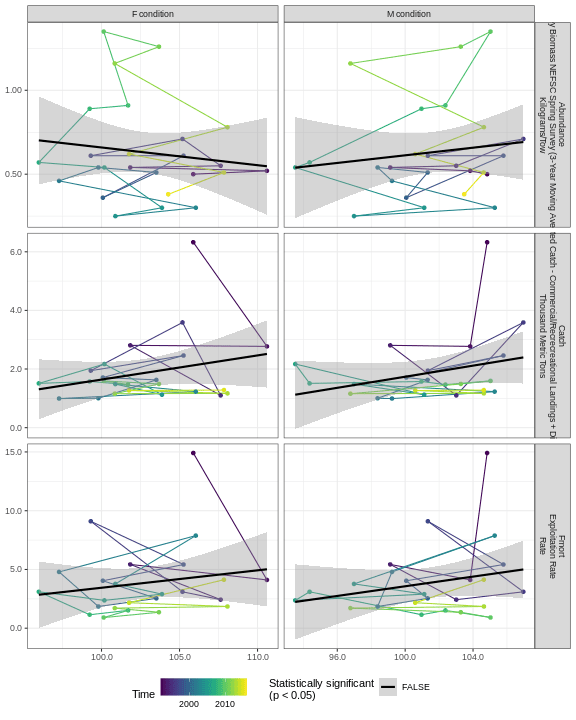 F condition
M condition
1.00
0.50
Abundance
Biomass NEFSC Spring Survey (3-Year Moving Ave
Kilograms/Tow
6.0
4.0
2.0
0.0
Catch
Catch - Commercial/Recreational Landings +
Thousand Metric Tons
15.0
10.0
5.0
0.0
Fmort
Exploitation Rate
Rate
100.0 105.0 110.0
96.0 100.0 104.0
Time
2000 2010
Statistically significant
(p < 0.05)
FALSE